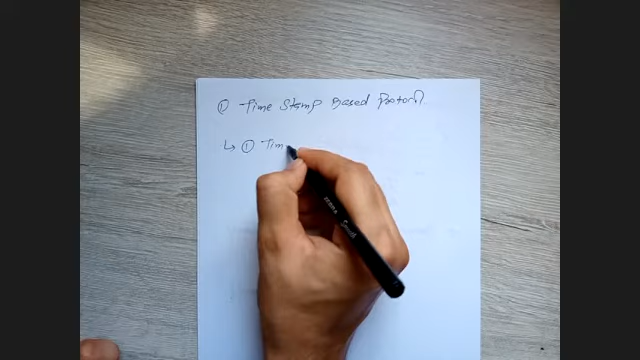 ① Time Stamp Based Protocol.
↳ ① Tim